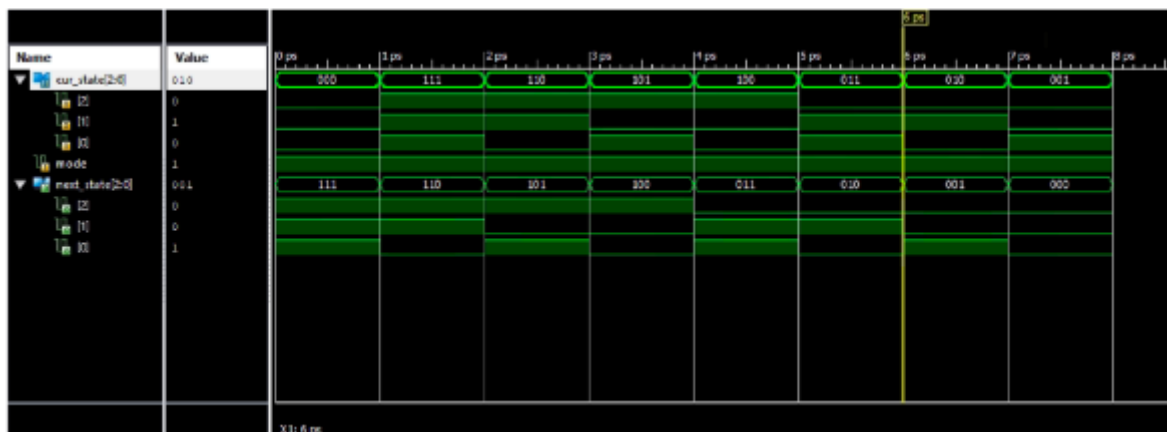 6 ps
Name Value 0 ps 1 ps 2 ps 3 ps 4 ps 5 ps 6 ps 7 ps 8 ps
cur_state[2:0] 010 000 111 110 101 100 011 010 001
[2] 0
[1] 1
[0] 0
mode 1
next_state[2:0] 001 111 110 101 100 011 010 001 000
[2] 0
[1] 0
[0] 1
X1: 6 ps